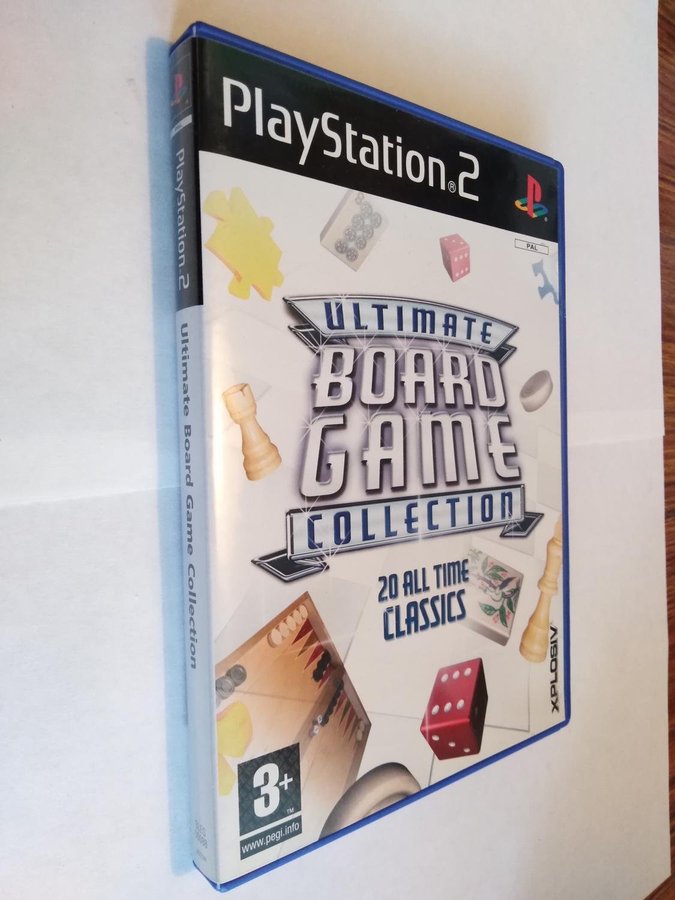 PlayStation®2
PAL
ULTIMATE
BOARD
GAME
COLLECTION
20 ALL TIME
CLASSICS
XPLOSIV
3+
TM
www.pegi.info
PlayStation.2
Ultimate Board Game Collection